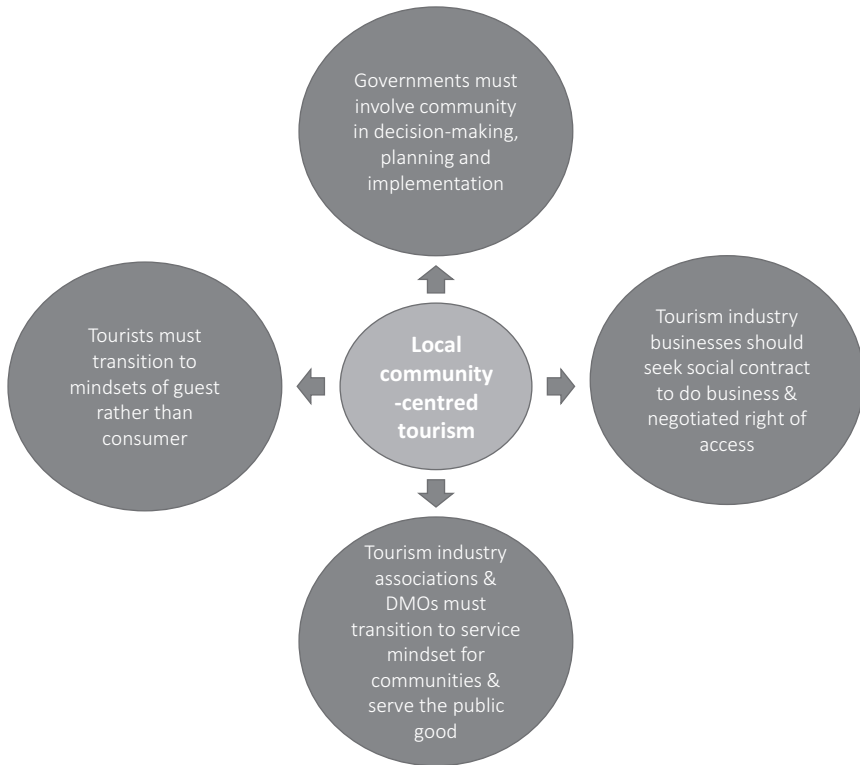 Governments must
involve community
in decision-making,
planning and
implementation
Tourists must
transition to
mindsets of guest
rather than
consumer
Local
community
-centred
tourism
Tourism industry
businesses should
seek social contract
to do business &
negotiated right of
access
Tourism industry
associations &
DMOs must
transition to service
mindset for
communities &
serve the public
good